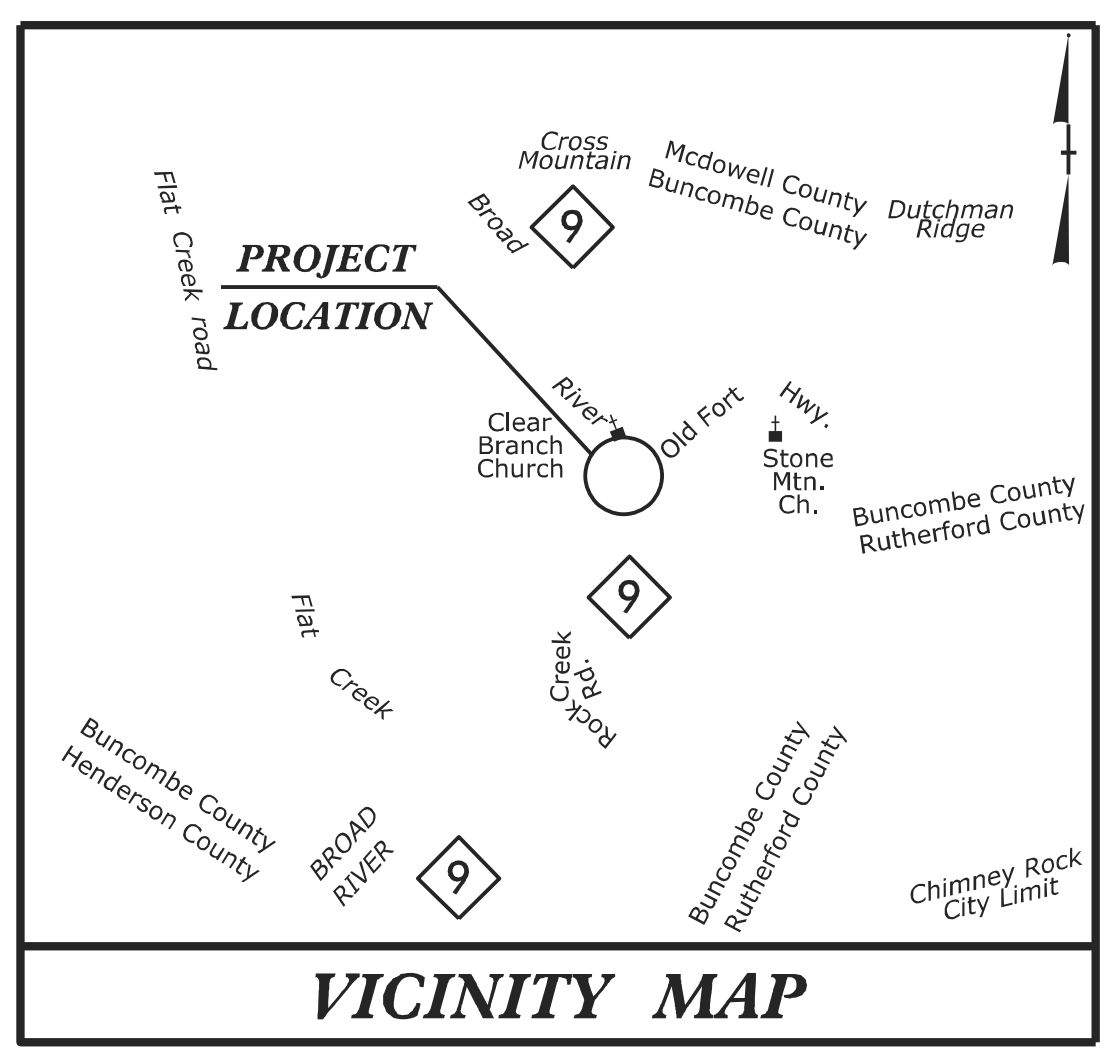 Cross
Mountain
Mcdowell County
Buncombe County
Dutchman
Ridge
Flat Creek road
Broad
9
PROJECT
LOCATION
River
Old Fort
Hwy.
Clear
Branch
Church
Stone
Mtn.
Ch.
Buncombe County
Rutherford County
9
Flat
Creek
Rock
Creek
Rd.
Buncombe County
Henderson County
BROAD
RIVER
9
Buncombe County
Rutherford County
Chimney Rock
City Limit
VICINITY MAP